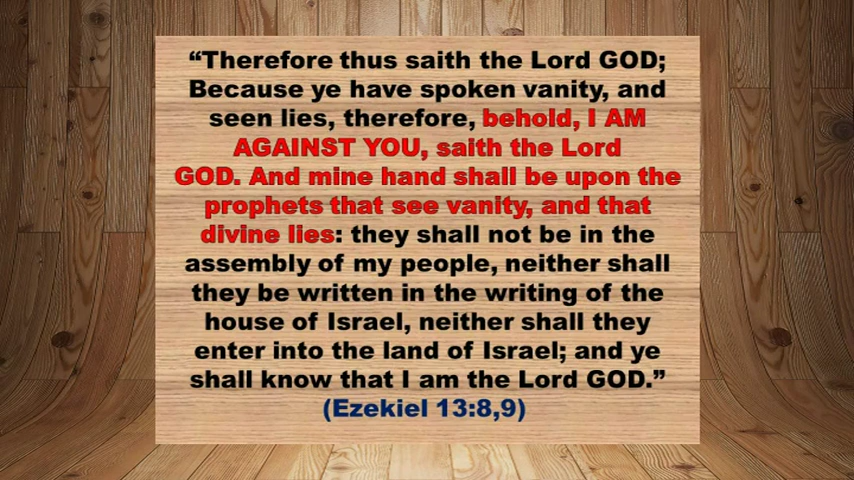 “Therefore thus saith the Lord GOD;
Because ye have spoken vanity, and
seen lies, therefore, behold, I AM
AGAINST YOU, saith the Lord
GOD. And mine hand shall be upon the
prophets that see vanity, and that
divine lies: they shall not be in the
assembly of my people, neither shall
they be written in the writing of the
house of Israel, neither shall they
enter into the land of Israel; and ye
shall know that I am the Lord GOD.”
(Ezekiel 13:8,9)